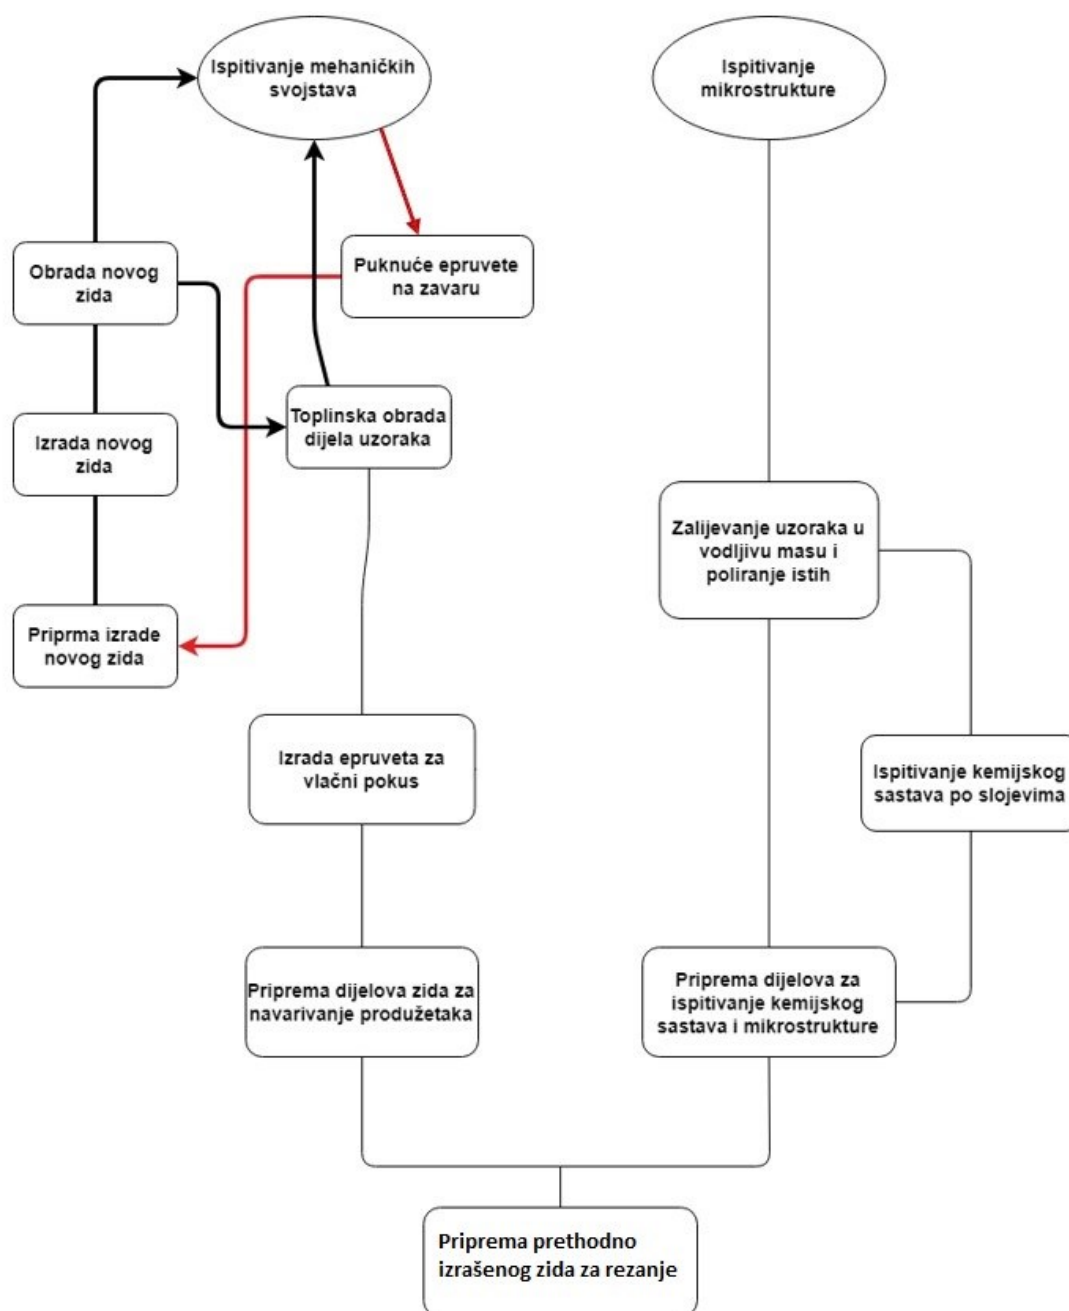 Ispitivanje mehaničkih
svojstava
Ispitivanje
mikrostrukture
Obrada novog
zida
Puknuće epruvete
na zavaru
Toplinska obrada
dijela uzoraka
Izrada novog
zida
Zalijevanje uzoraka u
vodljivu masu i
poliranje istih
Priprma izrade
novog zida
Izrada epruveta za
vlačni pokus
Ispitivanje kemijskog
sastava po slojevima
Priprema dijelova zida za
navarivanje produžetaka
Priprema dijelova za
ispitivanje kemijskog
sastava i mikrostrukture
Priprema prethodno
izrašenog zida za rezanje